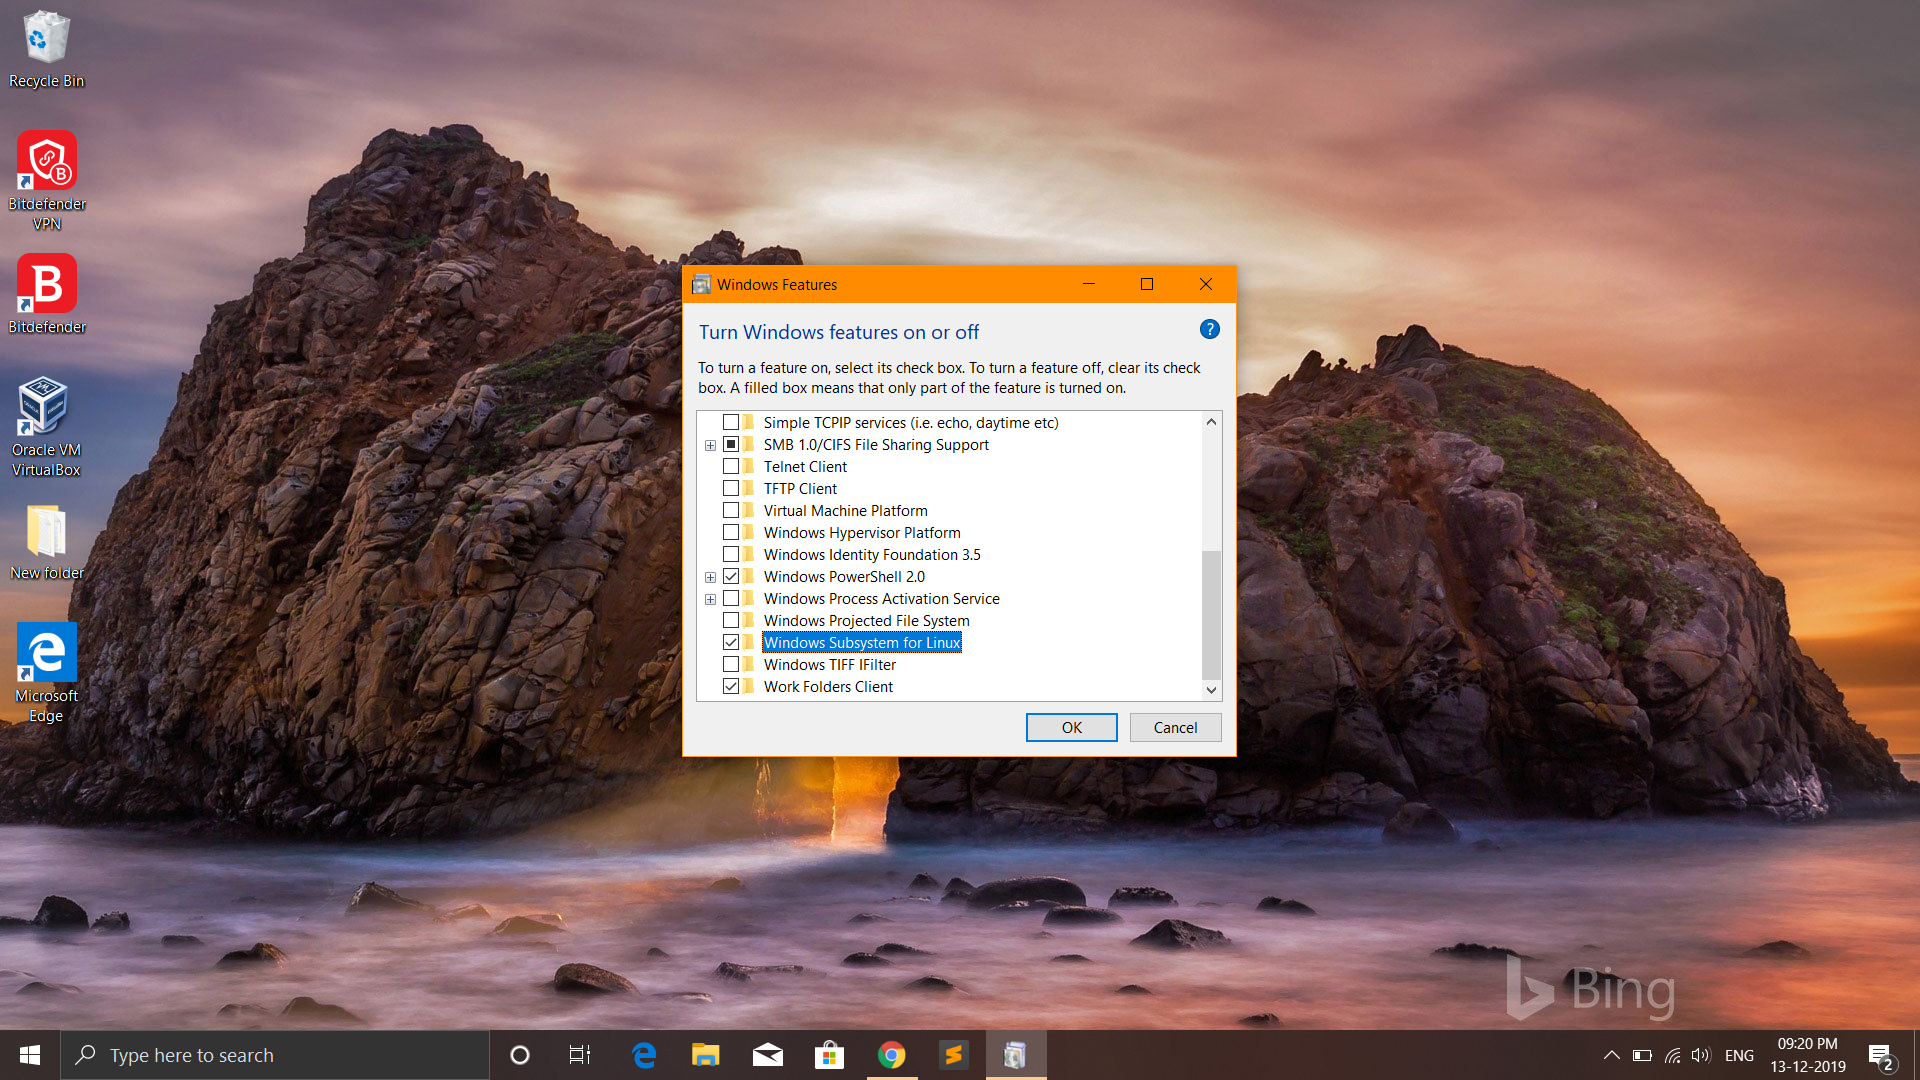 Recycle Bin
Bitdefender
VPN
Bitdefender
Oracle VM
VirtualBox
New folder
Microsoft
Edge
Windows Features
Turn Windows features on or off
To turn a feature on, select its check box. To turn a feature off, clear its check
box. A filled box means that only part of the feature is turned on.
Simple TCPIP services (i.e. echo, daytime etc)
SMB 1.0/CIFS File Sharing Support
Telnet Client
TFTP Client
Virtual Machine Platform
Windows Hypervisor Platform
Windows Identity Foundation 3.5
Windows PowerShell 2.0
Windows Process Activation Service
Windows Projected File System
Windows Subsystem for Linux
Windows TIFF IFilter
Work Folders Client
OK
Cancel
Bing
Type here to search
ENG
09:20 PM
13-12-2019
2